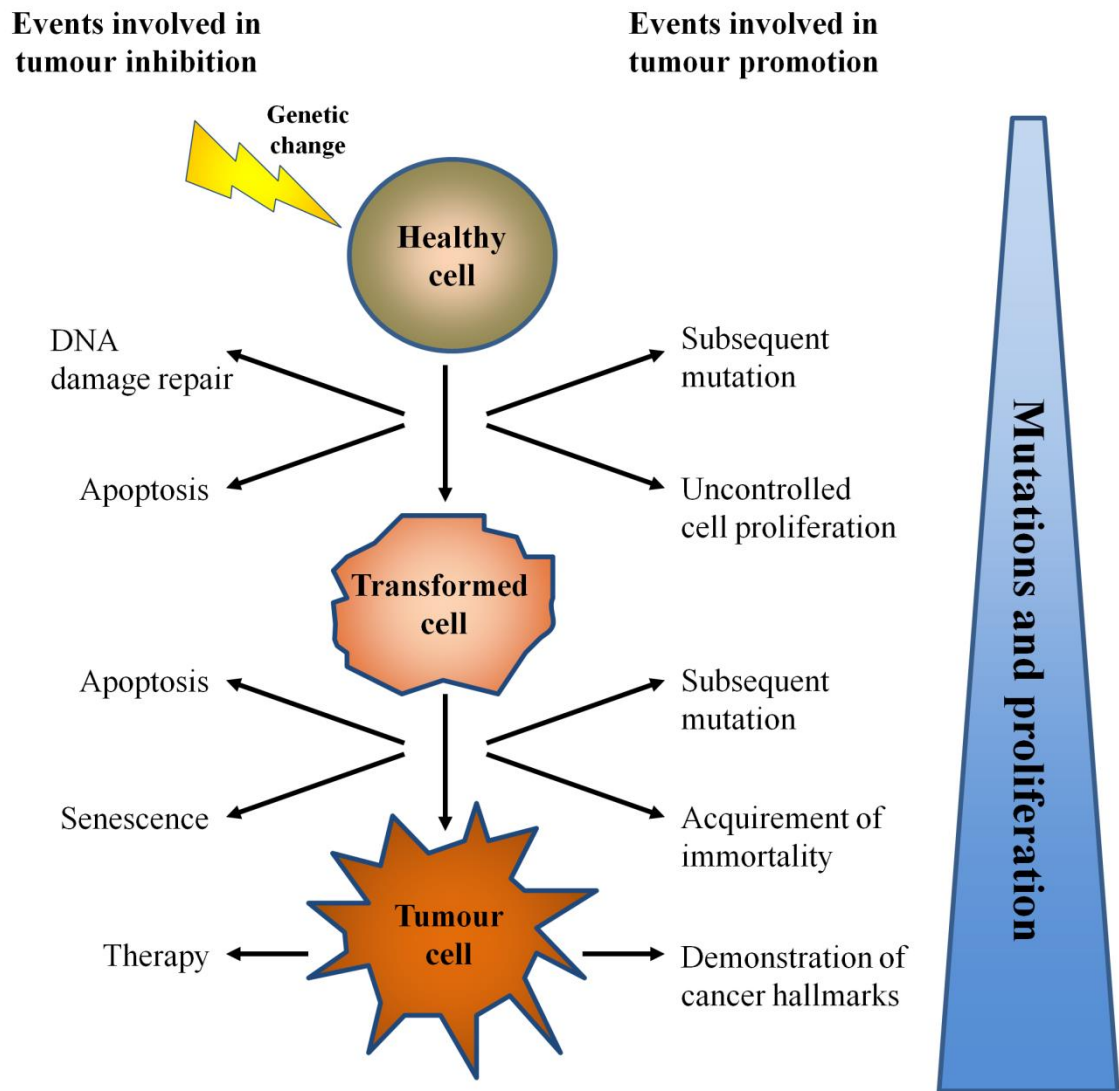 Events involved in
tumour inhibition
Events involved in
tumour promotion
Genetic
change
Healthy
cell
DNA
damage repair
Subsequent
mutation
Apoptosis
Uncontrolled
cell proliferation
Transformed
cell
Apoptosis
Subsequent
mutation
Senescence
Acquirement of
immortality
Tumour
cell
Therapy
Demonstration of
cancer hallmarks
Mutations and proliferation